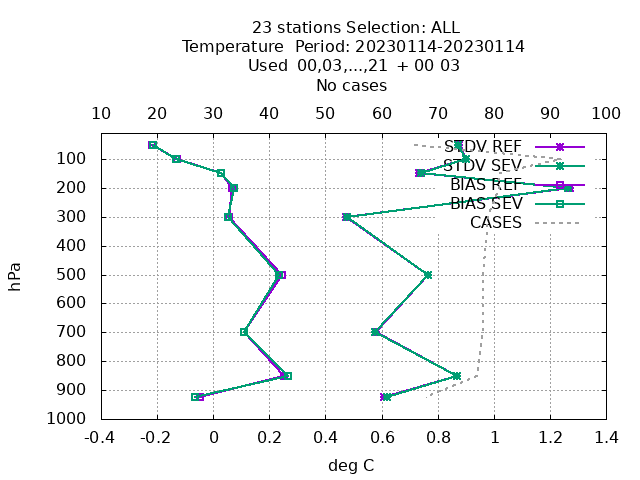 23 stations Selection: ALL
Temperature  Period: 20230114-20230114
Used  00,03,...,21  + 00 03
No cases
10 20 30 40 50 60 70 80 90 100
STDV REF
STDV SEV
BIAS REF
BIAS SEV
CASES
100
200
300
400
500
600
700
800
900
1000
hPa
-0.4 -0.2 0 0.2 0.4 0.6 0.8 1 1.2 1.4
deg C